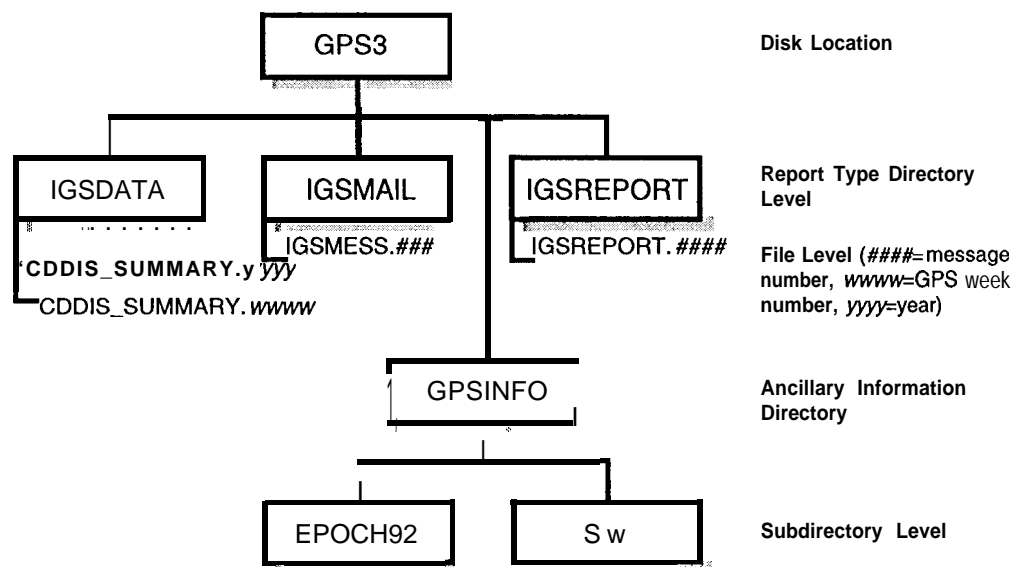 GPS3
Disk Location
IGSDATA
IGSMAIL
IGSREPORT
Report Type Directory
Level
IGSMESS.###
IGSREPORT. ####
CDDIS_SUMMARY.y yyy
CDDIS_SUMMARY. wwww
File Level (####=message
number, wwww=GPS week
number, yyyy=year)
GPSINFO
Ancillary Information
Directory
EPOCH92
S w
Subdirectory Level